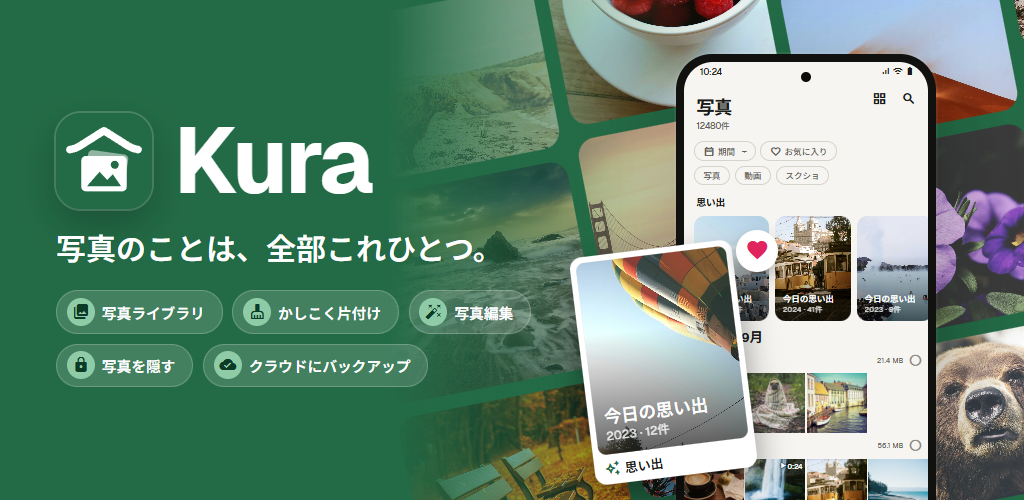 Kura
写真のことは、全部これひとつ。
写真ライブラリ
かしこく片付け
写真編集
写真を隠す
クラウドにバックアップ
10:24
写真
12480件
期間
お気に入り
写真
動画
スクショ
思い出
今日の思い出
2024 · 41件
今日の思い出
2023 · 9件
9月
21.4 MB
56.1 MB
0:24
今日の思い出
2023 · 12件
思い出